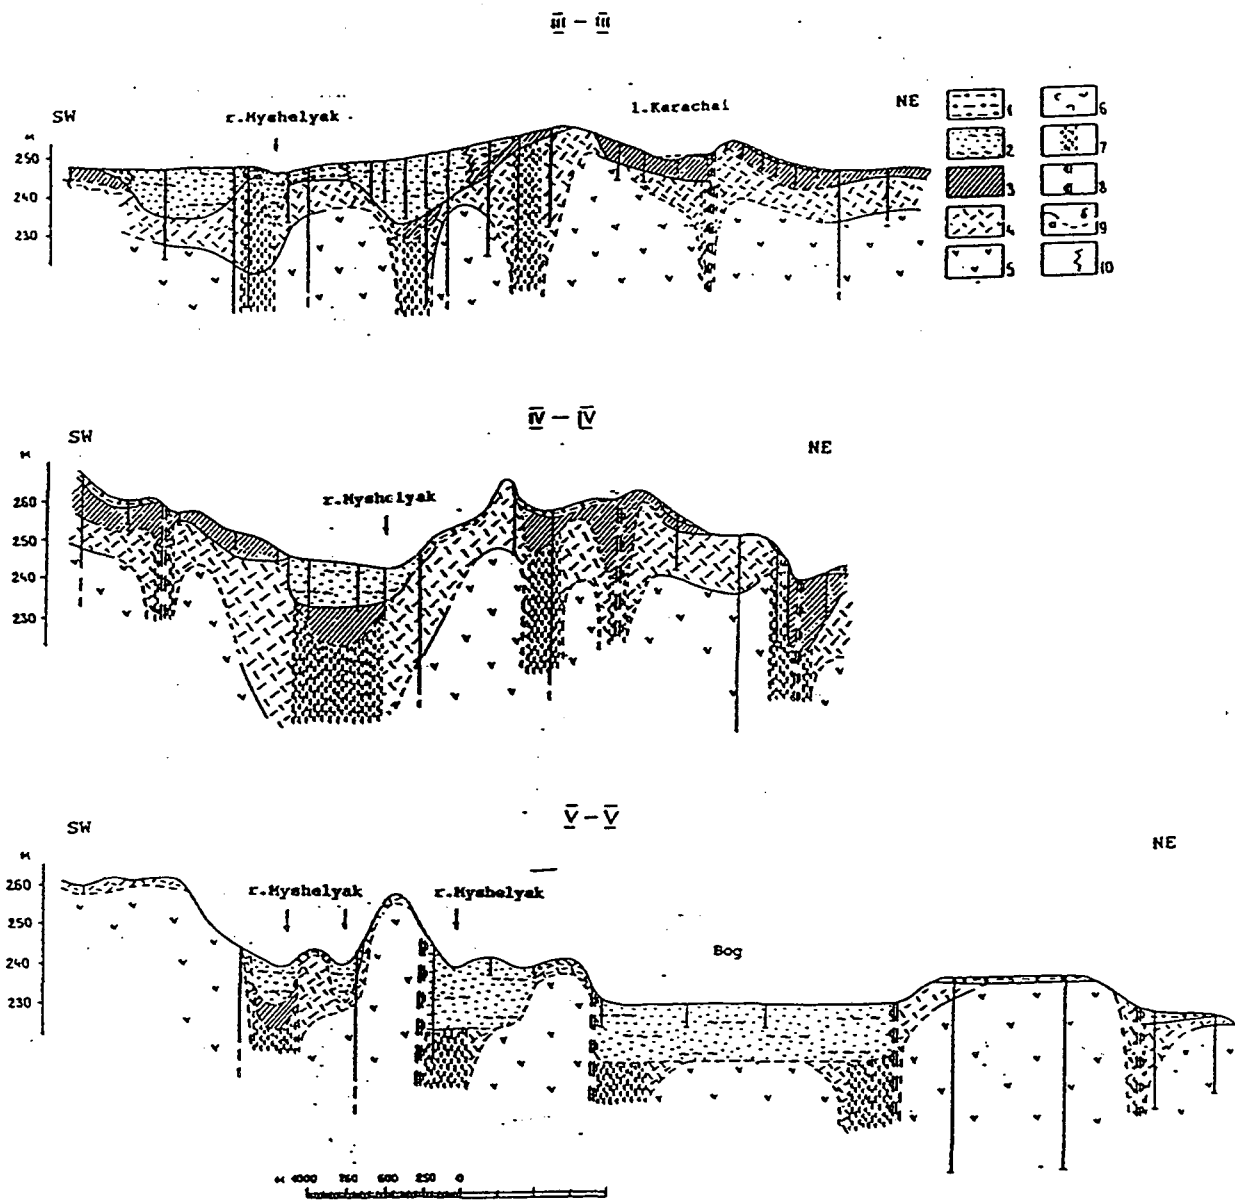 III – III
SW
r.Myshelyak
l.Karachai
NE
м
250
240
230
1
2
3
4
5
6
7
8
a б 9
10
IV – IV
SW
NE
м
r.Myshelyak
260
250
240
230
V – V
SW
NE
м
r.Myshelyak
r.Myshelyak
260
250
240
230
Bog
м 1000 750 500 250 0